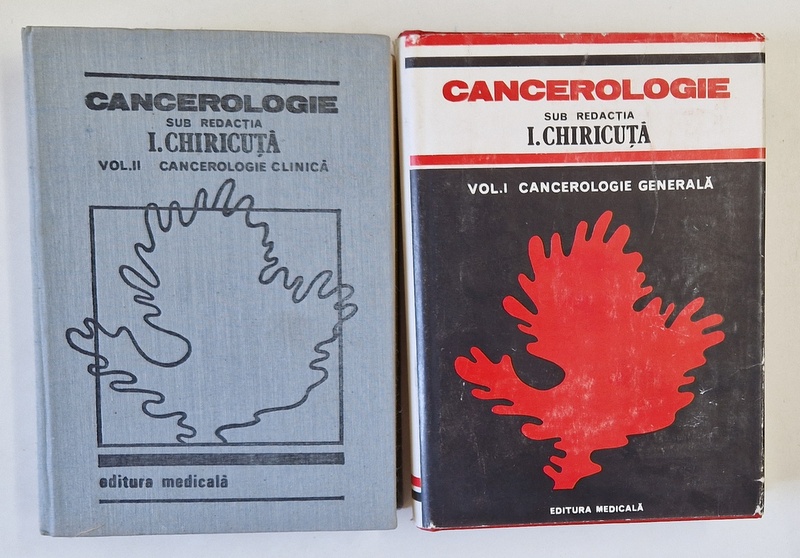 CANCEROLOGIE
SUB REDACȚIA
I. CHIRICUȚĂ
VOL. II CANCEROLOGIE CLINICĂ
editura medicală
CANCEROLOGIE
SUB REDACȚIA
I. CHIRICUȚĂ
VOL. I CANCEROLOGIE GENERALĂ
EDITURA MEDICALĂ